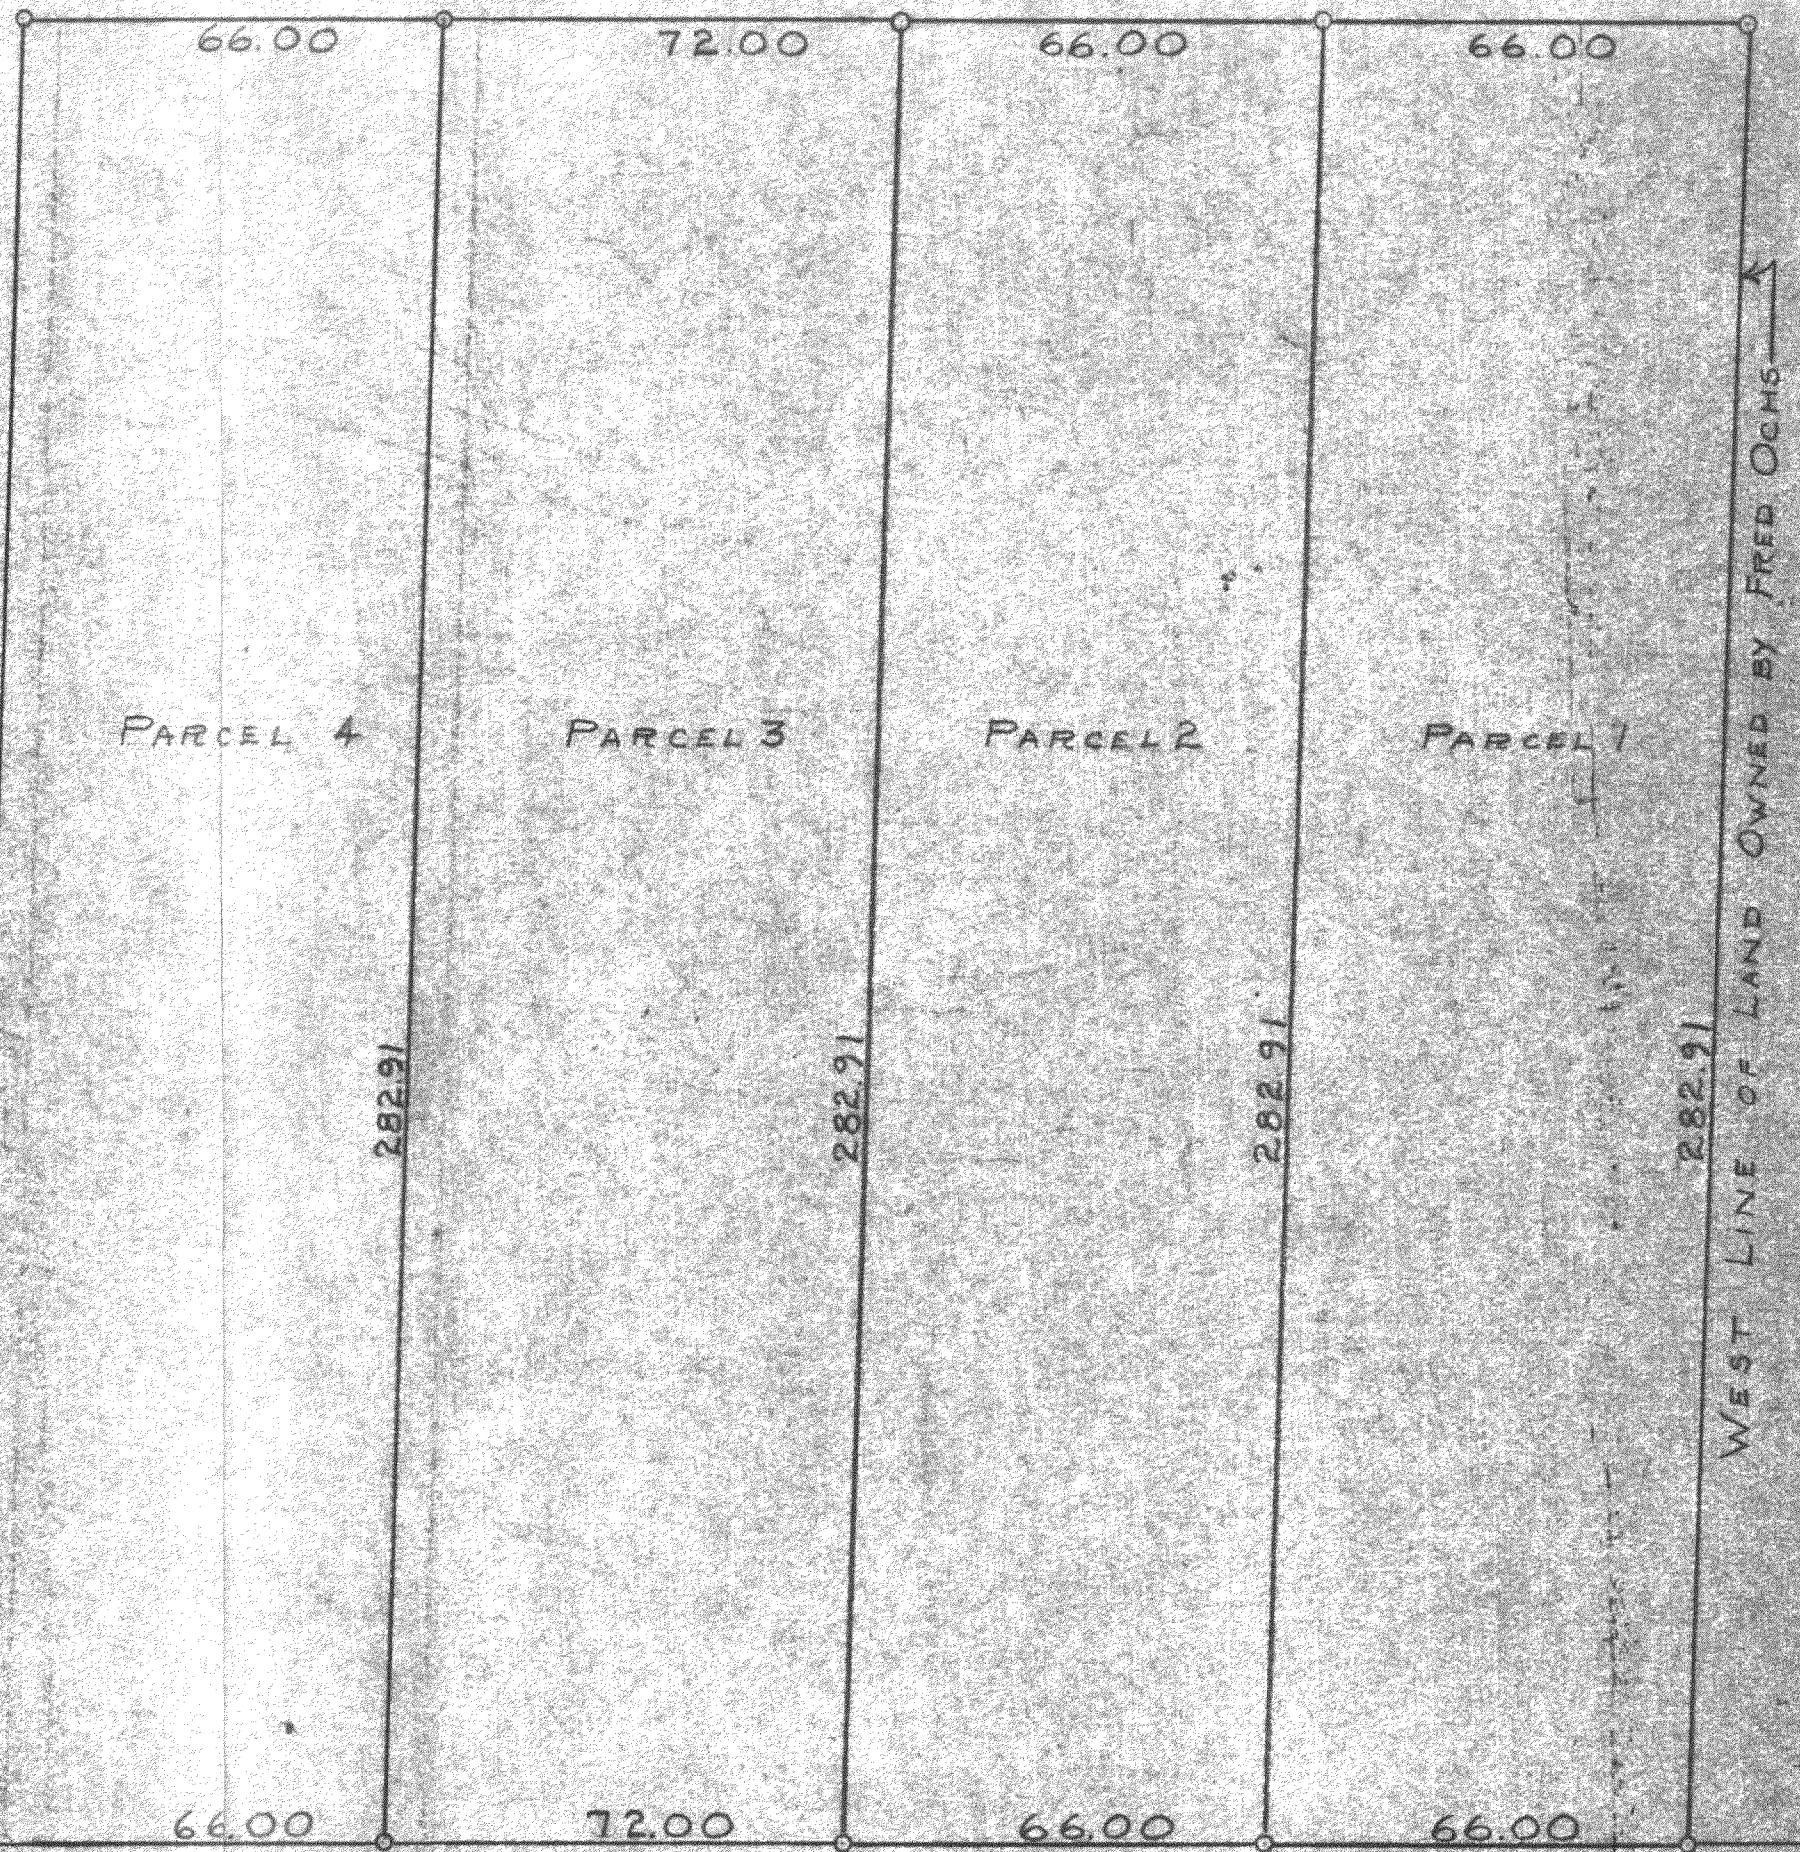 66.00
72.00
66.00
66.00
PARCEL 4
PARCEL 3
PARCEL 2
PARCEL 1
282.91
282.91
282.91
282.91
WEST LINE OF LAND OWNED BY FRED OCHS
66.00
72.00
66.00
66.00